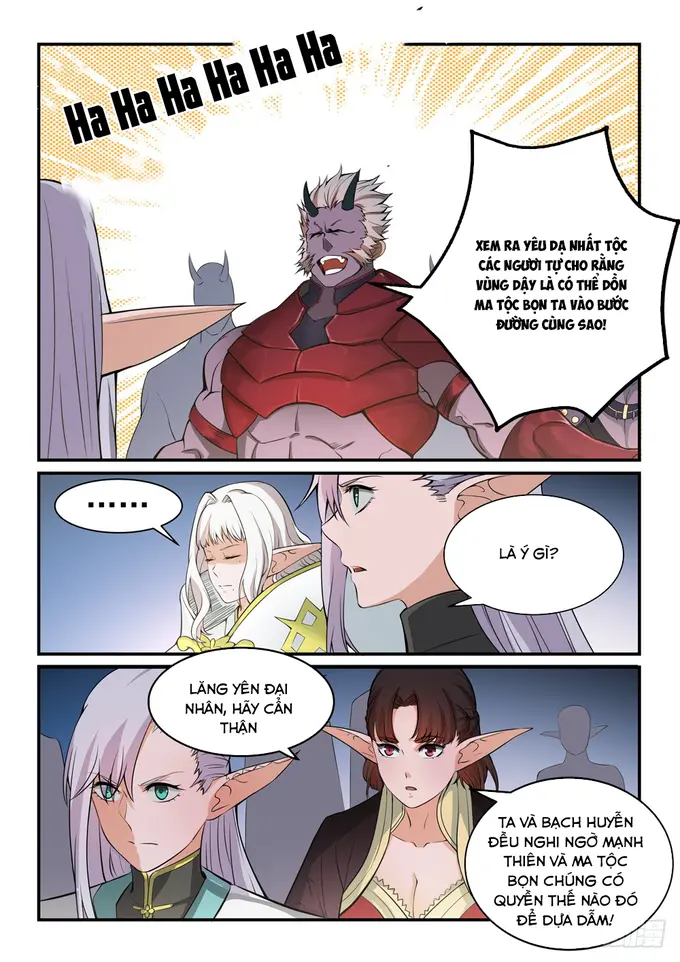 Ha Ha Ha Ha Ha Ha
XEM RA YÊU DẠ NHẤT TỘC
CÁC NGƯƠI TỰ CHO RẰNG
VÙNG DẬY LÀ CÓ THỂ DỒN
MA TỘC BỌN TA VÀO BƯỚC
ĐƯỜNG CÙNG SAO!
......
LÀ Ý GÌ?
LĂNG YÊN ĐẠI
NHÂN, HÃY CẨN
THẬN
TA VÀ BẠCH HUYỄN
ĐỀU NGHI NGỜ MẠNH
THIÊN VÀ MA TỘC
BỌN CHÚNG CÓ
QUYỀN THẾ NÀO ĐÓ
ĐỂ DỰA DẪM!